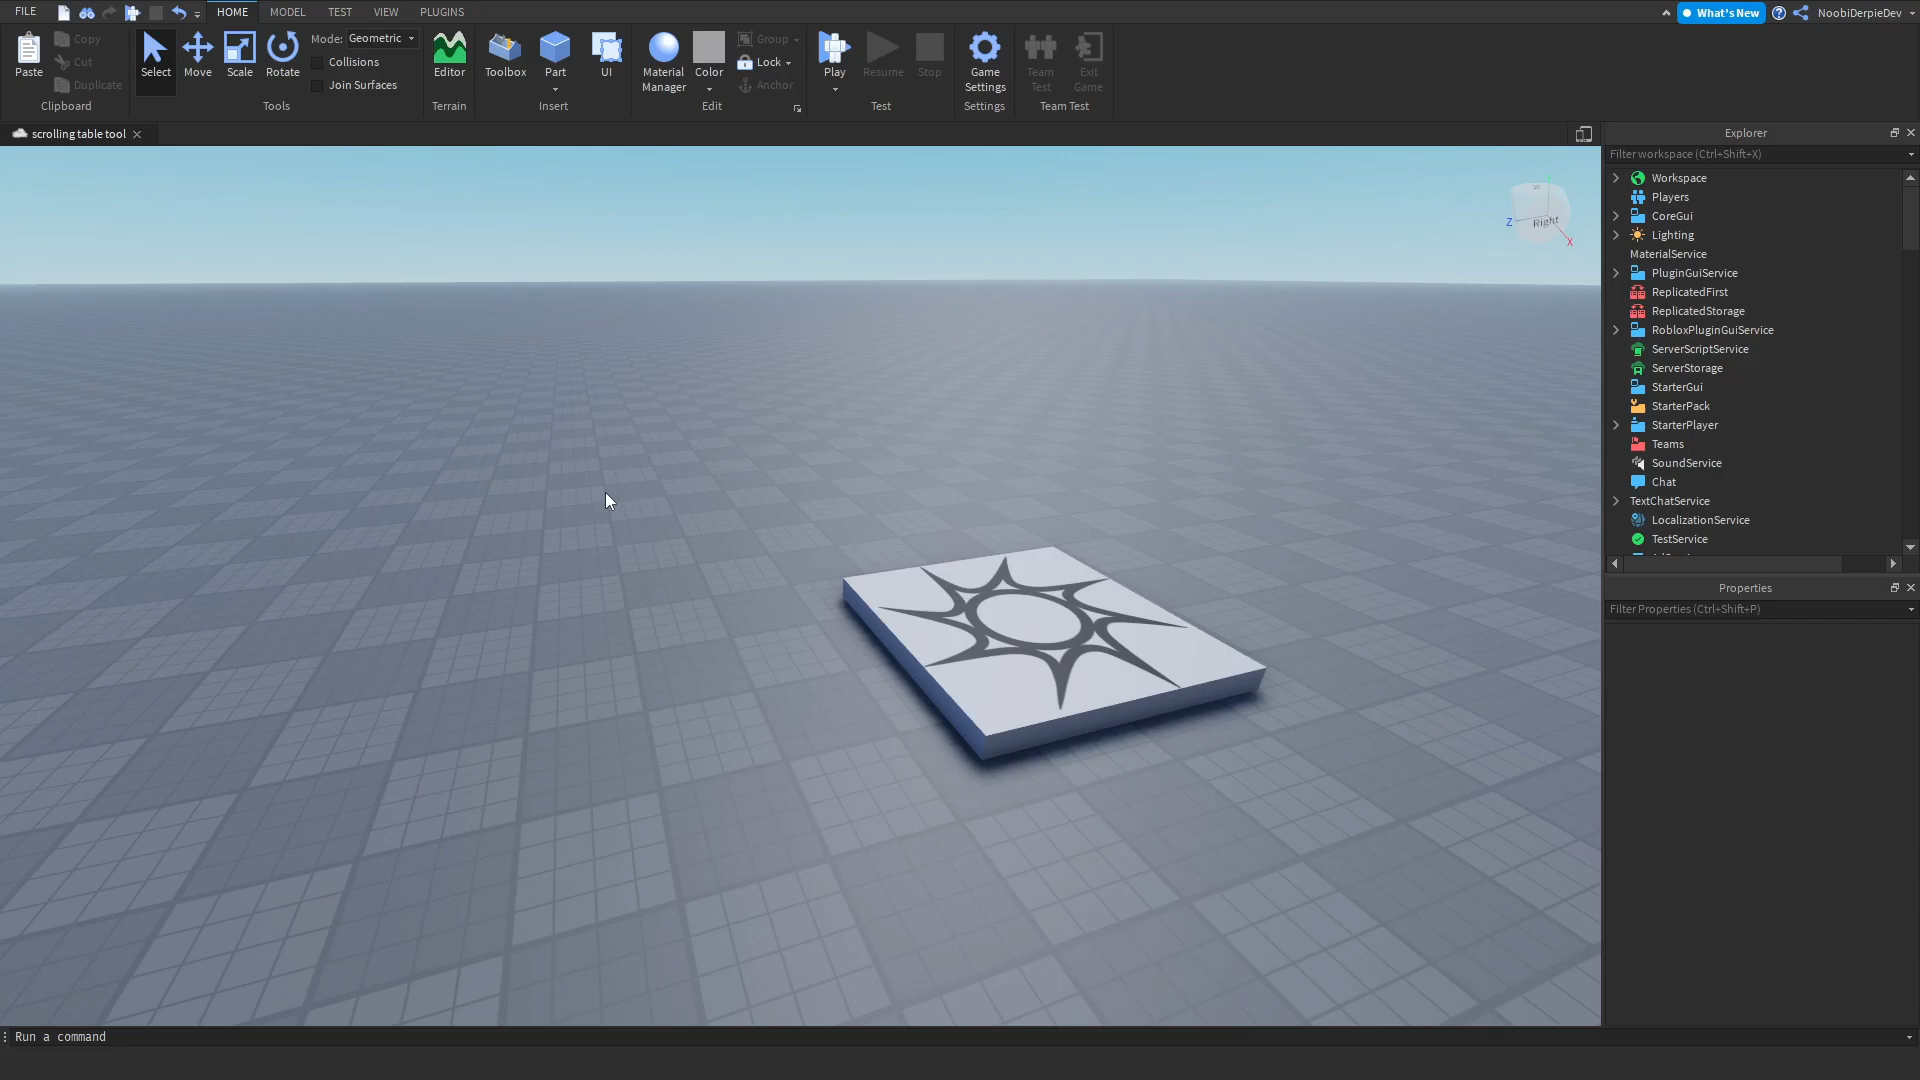 FILE
HOME
MODEL
TEST
VIEW
PLUGINS
What's New
NoobiDerpieDev
Paste
Copy
Cut
Duplicate
Clipboard
Select
Move
Scale
Rotate
Mode: Geometric
Collisions
Join Surfaces
Tools
Editor
Terrain
Toolbox
Part
UI
Insert
Material
Manager
Color
Group
Lock
Anchor
Edit
Play
Resume
Stop
Test
Game
Settings
Settings
Team
Test
Exit
Game
Team Test
scrolling table tool
Right
Z
X
Explorer
Filter workspace (Ctrl+Shift+X)
Workspace
Players
CoreGui
Lighting
MaterialService
PluginGuiService
ReplicatedFirst
ReplicatedStorage
RobloxPluginGuiService
ServerScriptService
ServerStorage
StarterGui
StarterPack
StarterPlayer
Teams
SoundService
Chat
TextChatService
LocalizationService
TestService
Properties
Filter Properties (Ctrl+Shift+P)
Run a command